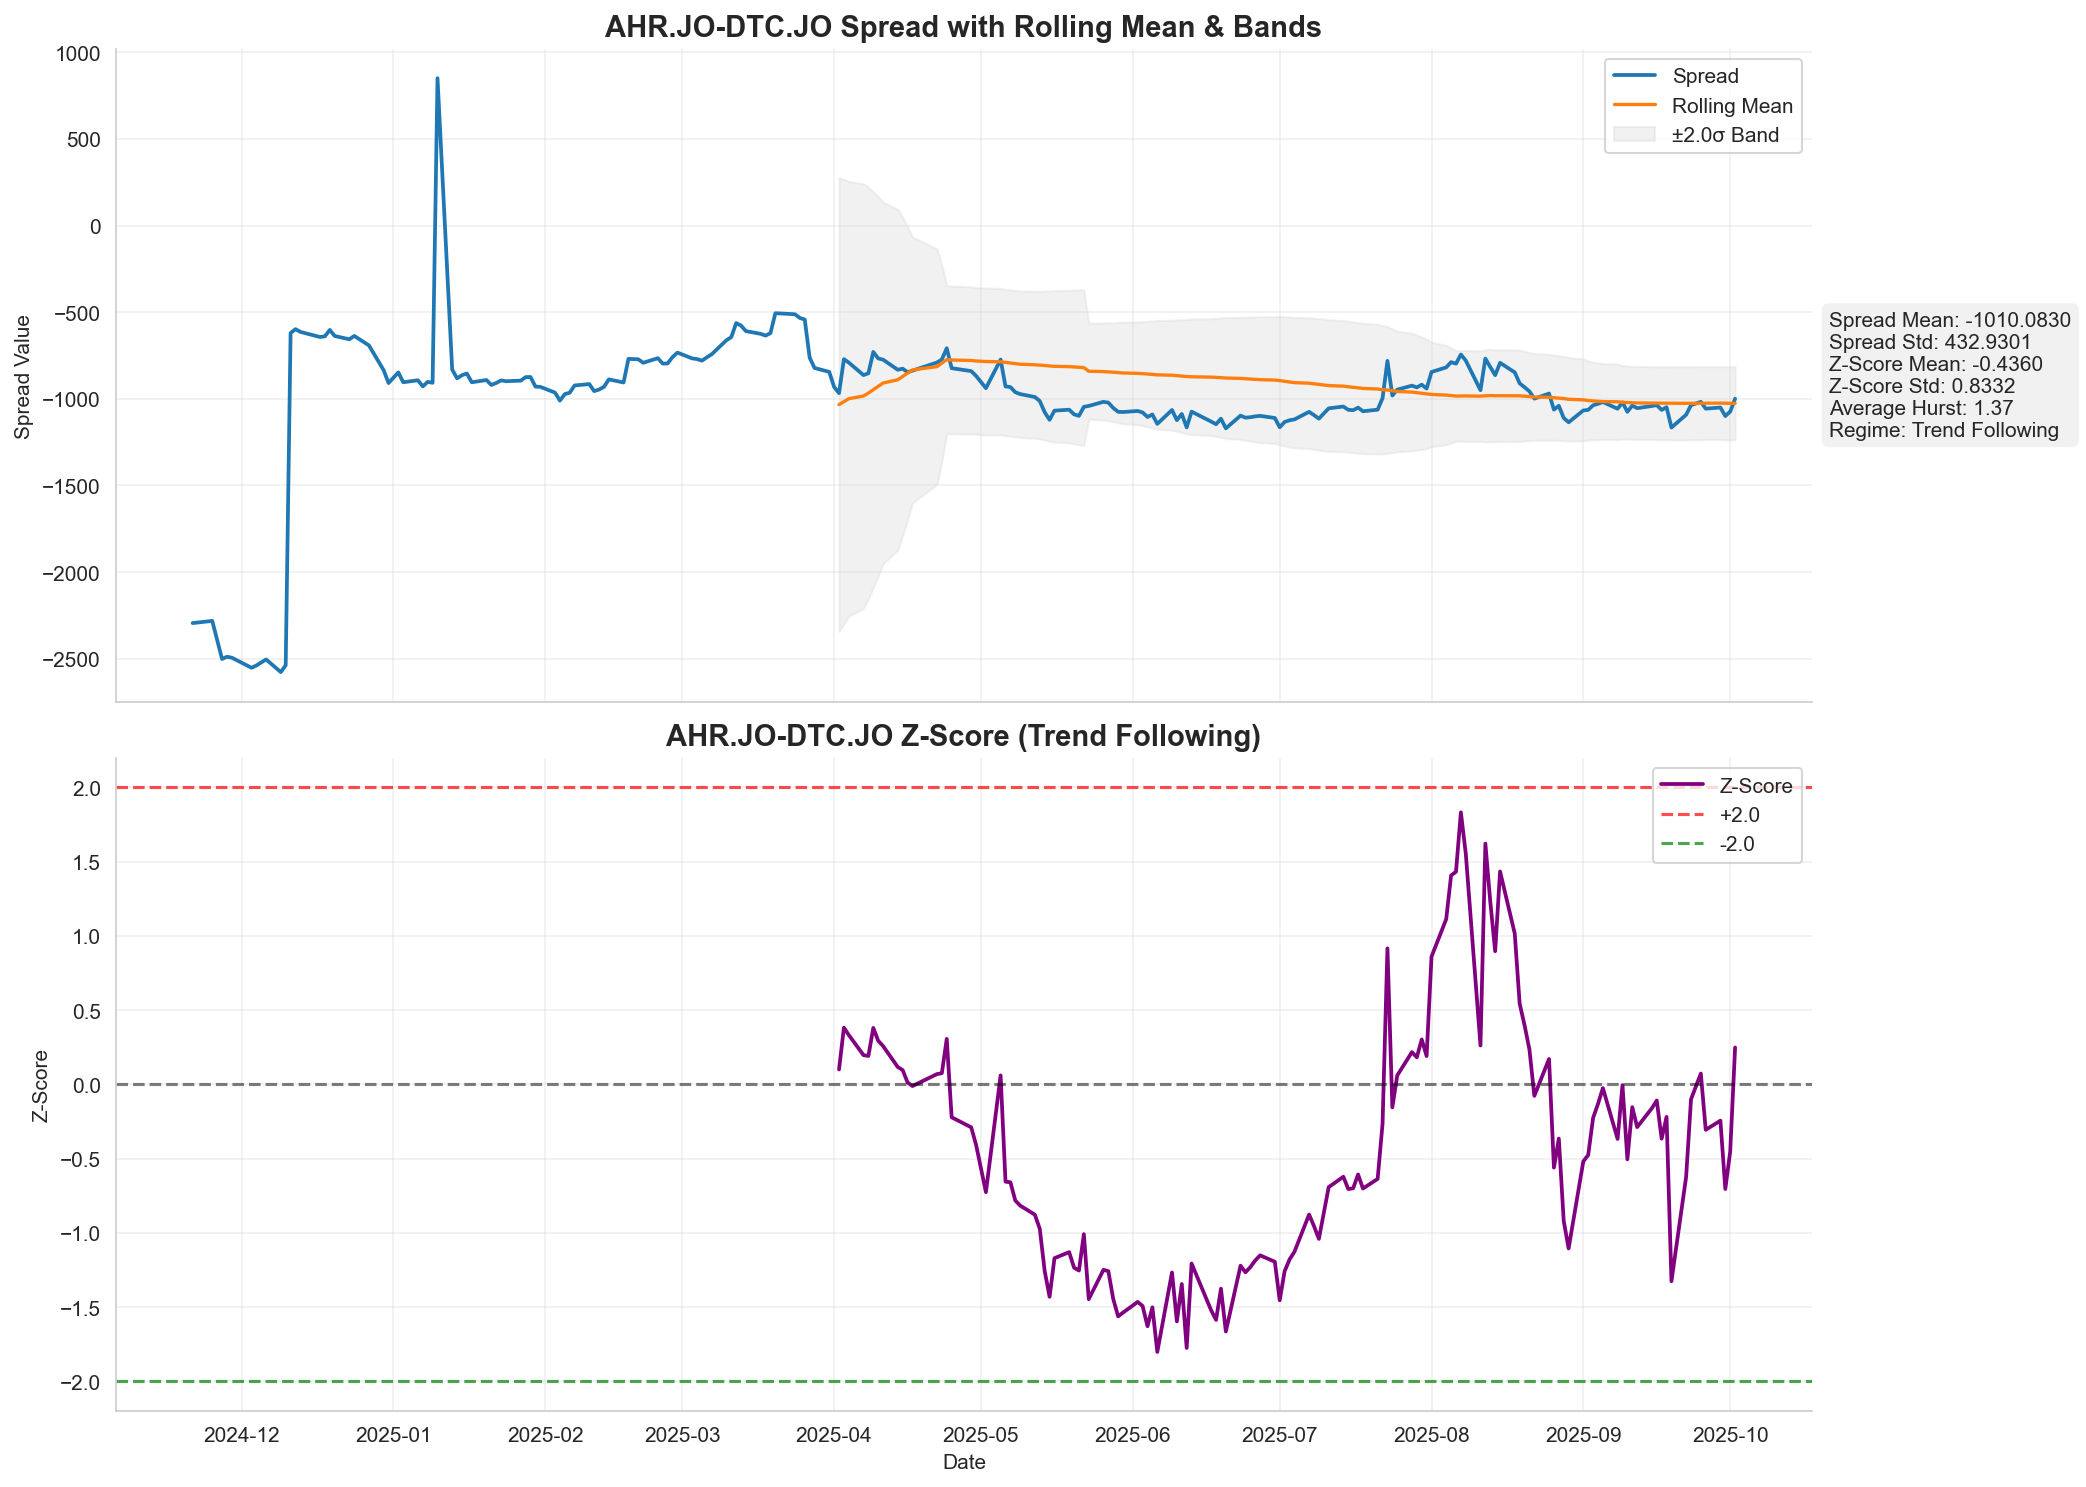 AHR.JO-DTC.JO Spread with Rolling Mean & Bands
1000
500
0
−500
−1000
−1500
−2000
−2500
Spread Value
Spread
Rolling Mean
±2.0σ Band
Spread Mean: -1010.0830
Spread Std: 432.9301
Z-Score Mean: -0.4360
Z-Score Std: 0.8332
Average Hurst: 1.37
Regime: Trend Following
AHR.JO-DTC.JO Z-Score (Trend Following)
2.0
1.5
1.0
0.5
0.0
−0.5
−1.0
−1.5
−2.0
Z-Score
Z-Score
+2.0
-2.0
2024-12
2025-01
2025-02
2025-03
2025-04
2025-05
2025-06
2025-07
2025-08
2025-09
2025-10
Date